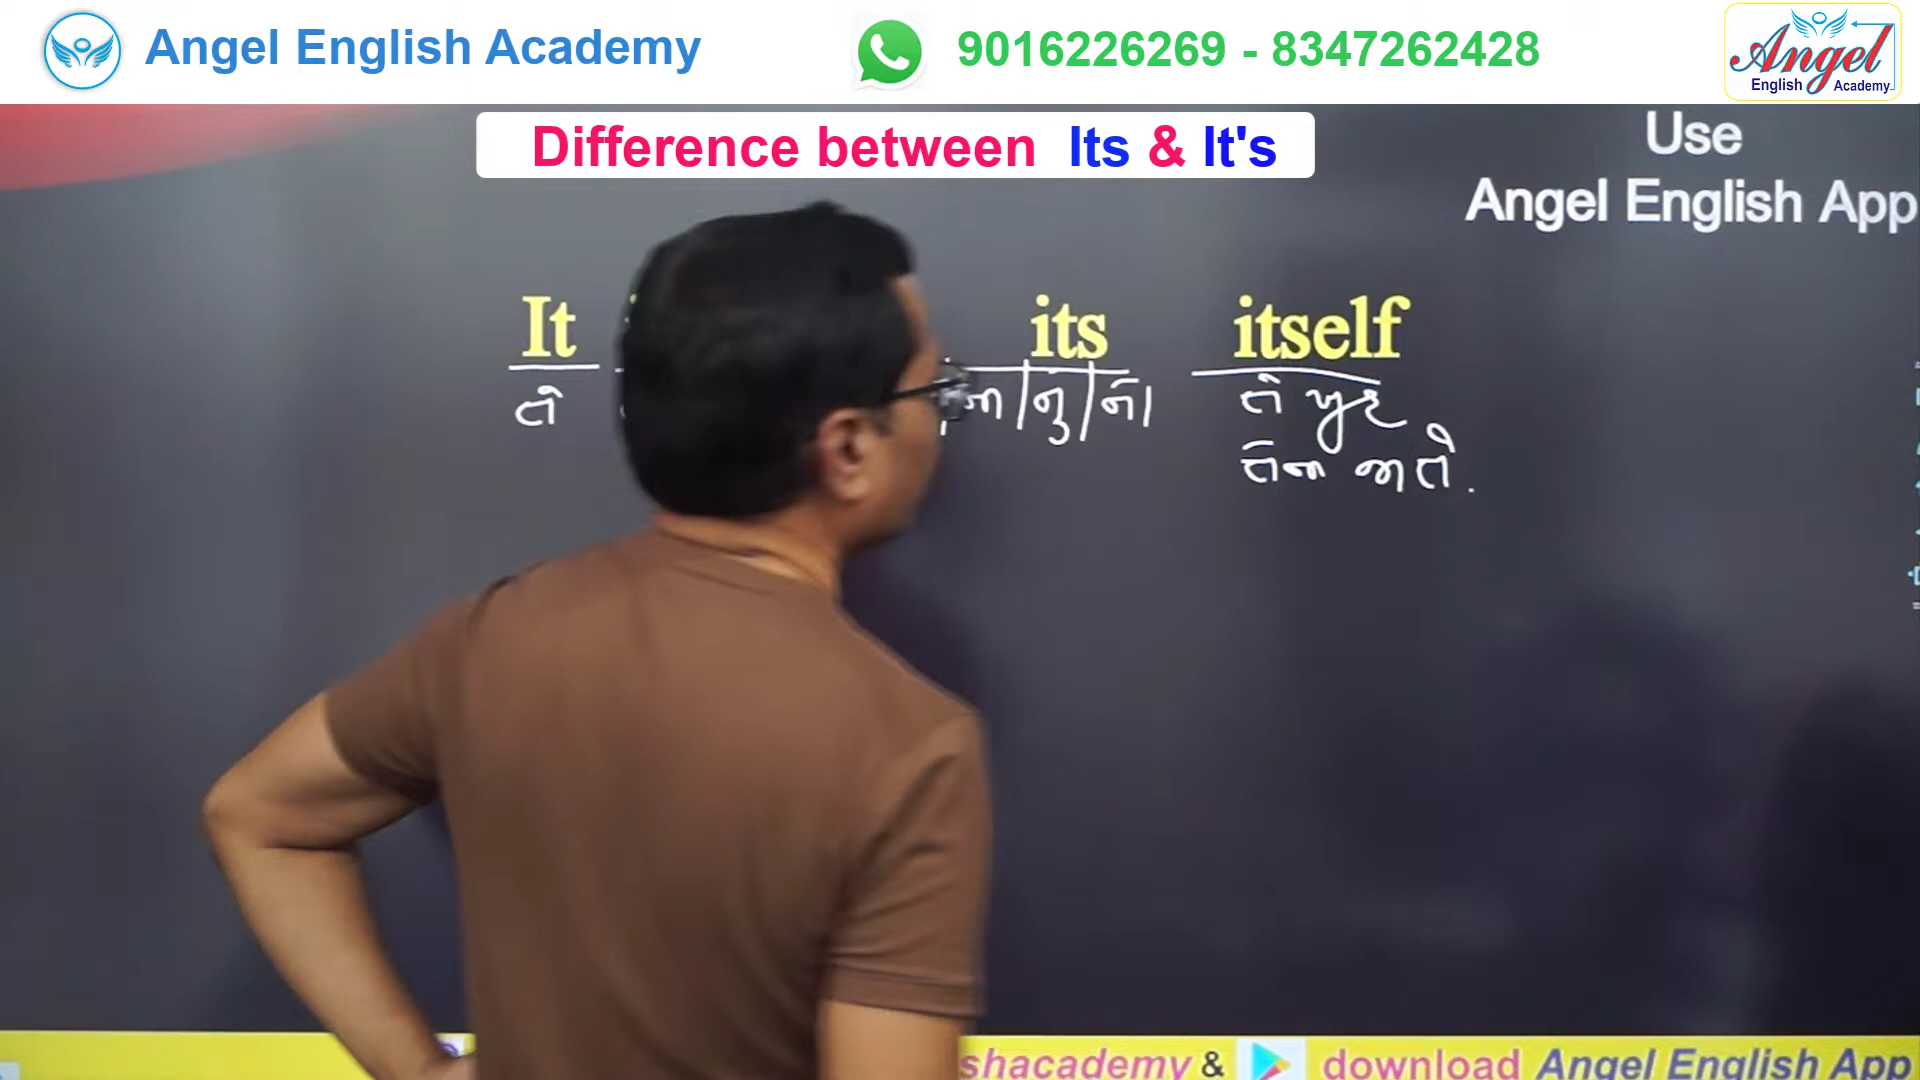 Angel English Academy
9016226269 - 8347262428
Angel
English Academy
Difference between Its & It's
Use
Angel English App
It its itself
તે નુ ના તે પુદ
તેના જાતે.
shacademy & download Angel English App